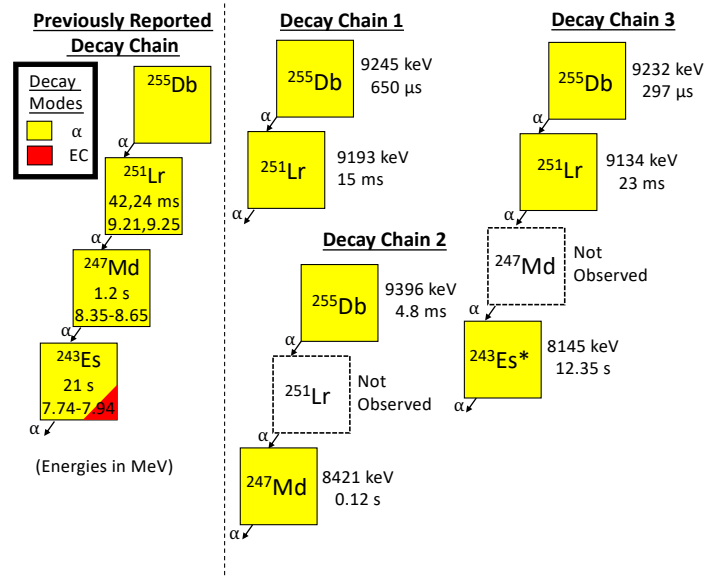 Previously Reported
Decay Chain
Decay
Modes
α
EC
²⁵⁵Db
α
²⁵¹Lr
42,24 ms
9.21,9.25
α
²⁴⁷Md
1.2 s
8.35-8.65
α
²⁴³Es
21 s
7.74-7.94
α
(Energies in MeV)
Decay Chain 1
²⁵⁵Db
9245 keV
650 µs
α
²⁵¹Lr
9193 keV
15 ms
α
Decay Chain 2
²⁵⁵Db
9396 keV
4.8 ms
α
²⁵¹Lr
Not
Observed
α
²⁴⁷Md
8421 keV
0.12 s
α
Decay Chain 3
²⁵⁵Db
9232 keV
297 µs
α
²⁵¹Lr
9134 keV
23 ms
α
²⁴⁷Md
Not
Observed
α
²⁴³Es*
8145 keV
12.35 s
α